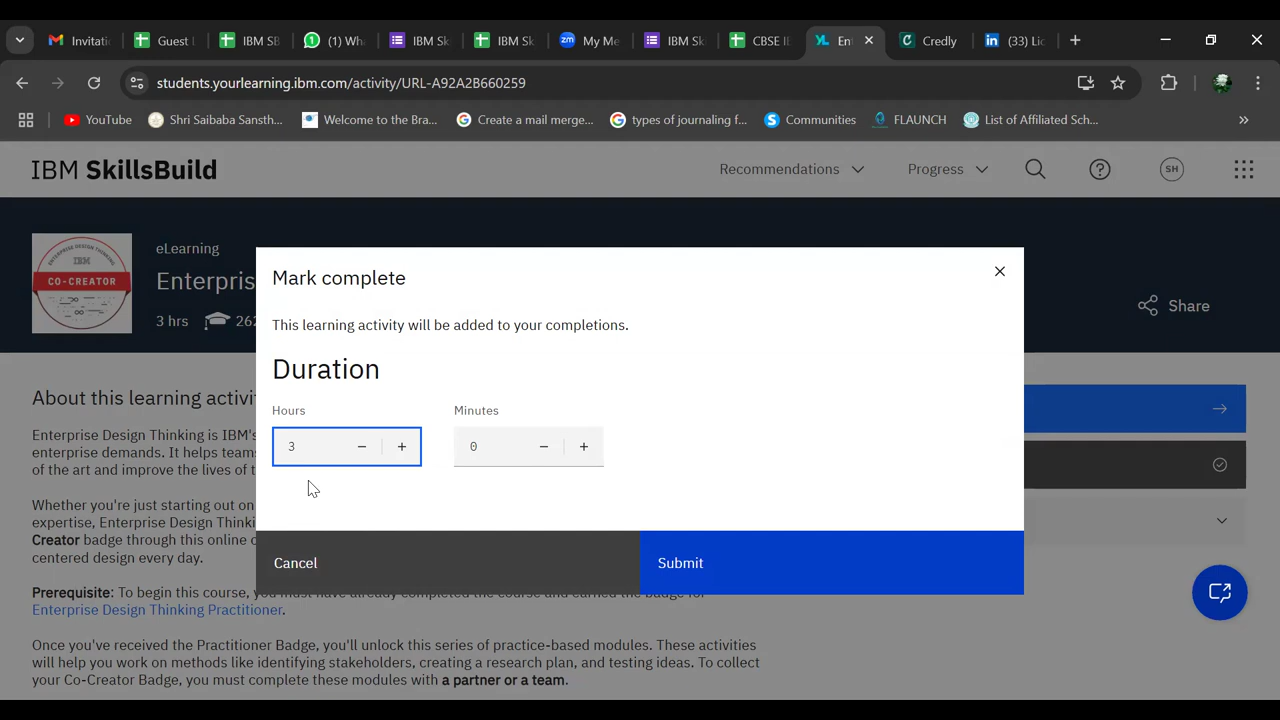 Invitatio
Guest I
IBM SB
(1) Wha
IBM Sk
IBM Sk
My Me
IBM Sk
CBSE IB
En
Credly
(33) Lic
students.yourlearning.ibm.com/activity/URL-A92A2B660259
YouTube
Shri Saibaba Sansth...
Welcome to the Bra...
Create a mail merge...
types of journaling f...
Communities
FLAUNCH
List of Affiliated Sch...
IBM SkillsBuild
Recommendations
Progress
SH
ENTERPRISE DESIGN THINKING
IBM
CO-CREATOR
eLearning
Enterpris
3 hrs
262
Share
Mark complete
This learning activity will be added to your completions.
Duration
Hours
Minutes
3
0
Cancel
Submit
About this learning activi
Enterprise Design Thinking is IBM's
enterprise demands. It helps team
of the art and improve the lives of t
Whether you're just starting out on
expertise, Enterprise Design Thinki
Creator badge through this online c
centered design every day.
Prerequisite: To begin this course, you must have already completed the course and earned the badge for
Enterprise Design Thinking Practitioner.
Once you've received the Practitioner Badge, you'll unlock this series of practice-based modules. These activities
will help you work on methods like identifying stakeholders, creating a research plan, and testing ideas. To collect
your Co-Creator Badge, you must complete these modules with a partner or a team.